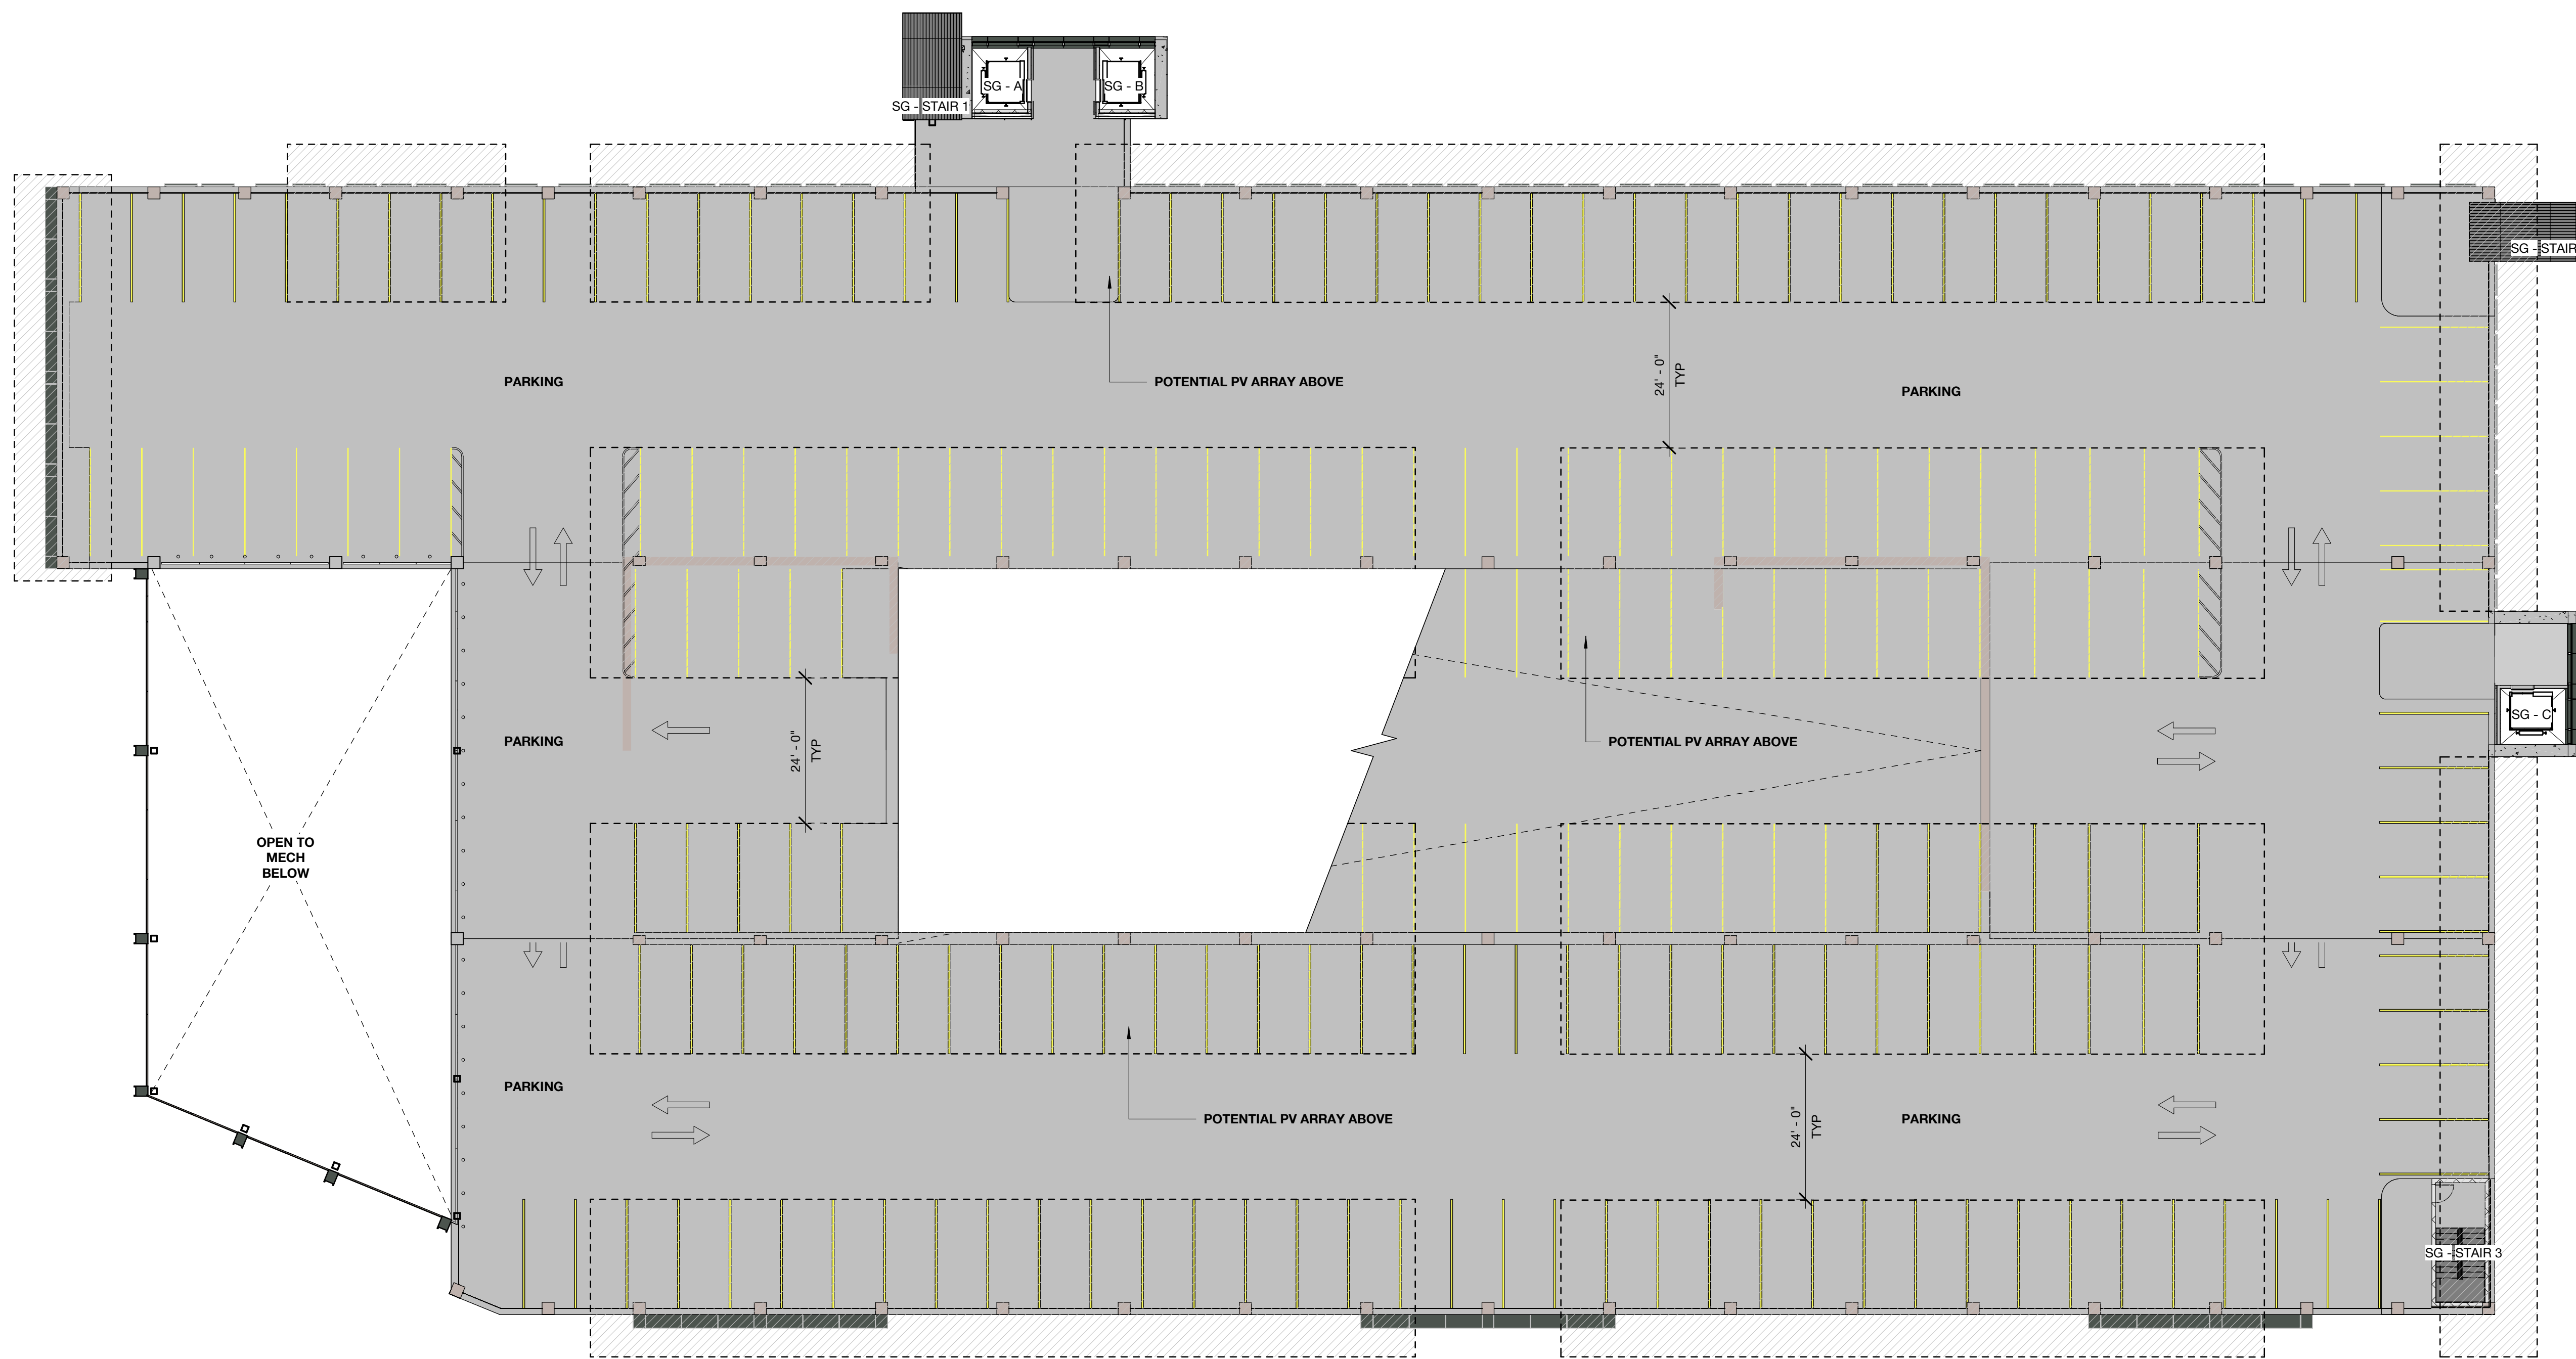 SG - A
SG - B
SG - STAIR 1
SG - STAIR
PARKING
POTENTIAL PV ARRAY ABOVE
24' - 0"
TYP
PARKING
PARKING
24' - 0"
TYP
POTENTIAL PV ARRAY ABOVE
SG - C
OPEN TO
MECH
BELOW
PARKING
POTENTIAL PV ARRAY ABOVE
24' - 0"
TYP
PARKING
SG - STAIR 3